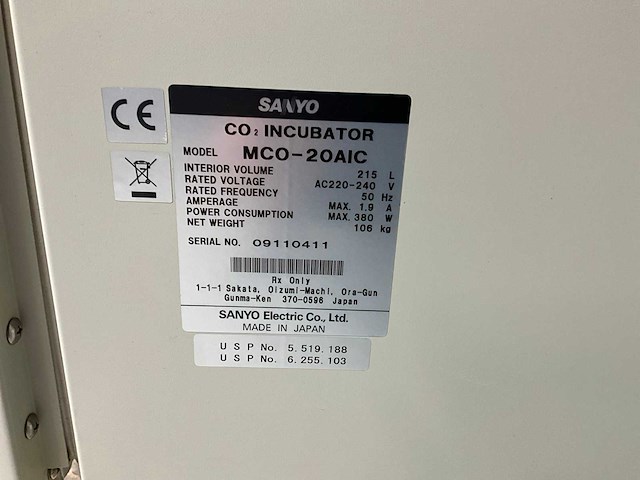 CE
SANYO
CO2 INCUBATOR
MODEL MCO-20AIC
INTERIOR VOLUME 215 L
RATED VOLTAGE AC220-240 V
RATED FREQUENCY 50 Hz
AMPERAGE MAX. 1.9 A
POWER CONSUMPTION MAX. 380 W
NET WEIGHT 106 kg
SERIAL NO. 09110411
Rx Only
1-1-1 Sakata, Oizumi-Machi, Ora-Gun
Gunma-Ken 370-0596 Japan
SANYO Electric Co., Ltd.
MADE IN JAPAN
U S P No. 5.519.188
U S P No. 6.255.103